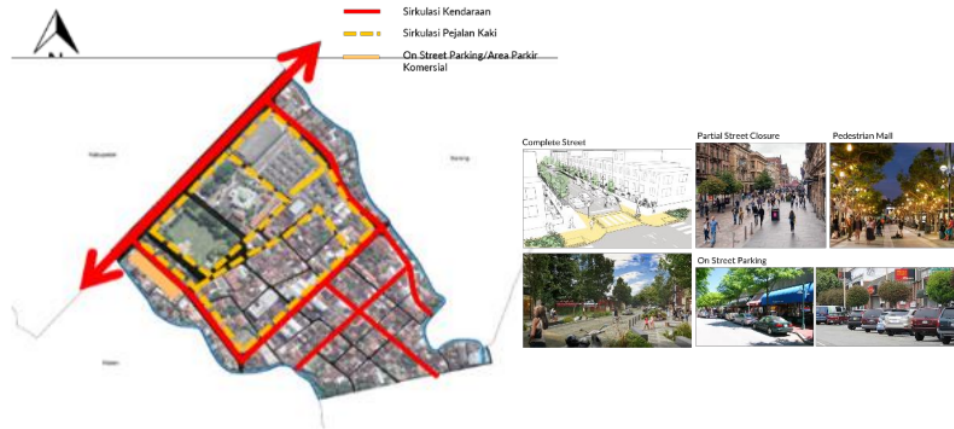 N
Sirkulasi Kendaraan
Sirkulasi Pejalan Kaki
On Street Parking/Area Parkir
Komersial
Complete Street
Partial Street Closure
Pedestrian Mall
On Street Parking